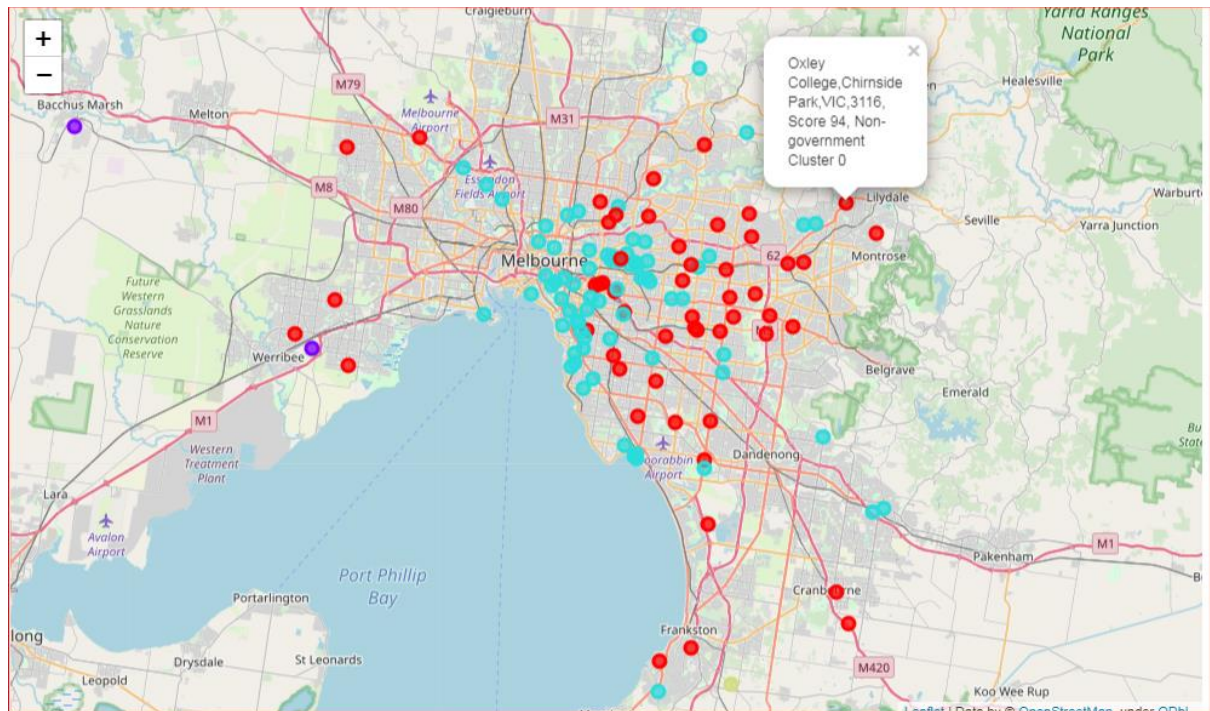 Craigieburn
Yarra Ranges
National
Park
+
−
×
Oxley
College,Chirnside
Park,VIC,3116,
Score 94, Non-
government
Cluster 0
Healesville
M79
Bacchus Marsh
Melton
Melbourne
Airport
M31
Essendon
Fields Airport
M8
M80
Lilydale
Warburt
Seville
Yarra Junction
Melbourne
62
Montrose
Future
Western
Grasslands
Nature
Conservation
Reserve
Werribee
Belgrave
Emerald
M1
Western
Treatment
Plant
Moorabbin
Airport
Dandenong
Lara
Avalon
Airport
M1
Pakenham
Port Phillip
Bay
Portarlington
Cranbourne
long
Frankston
Drysdale
St Leonards
M420
Leopold
Koo Wee Rup
Leaflet | Data by © OpenStreetMap, under ODbL.